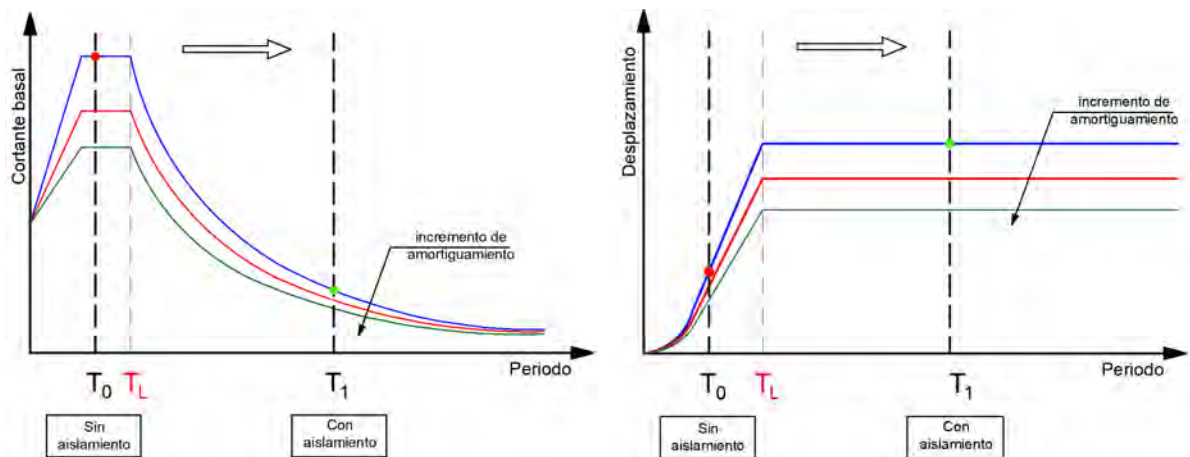 Cortante basal
incremento de
amortiguamiento
Periodo
T0
TL
T1
Sin
aislamiento
Con
aislamiento
Desplazamiento
incremento de
amortiguamiento
Periodo
T0
TL
T1
Sin
aislamiento
Con
aislamiento